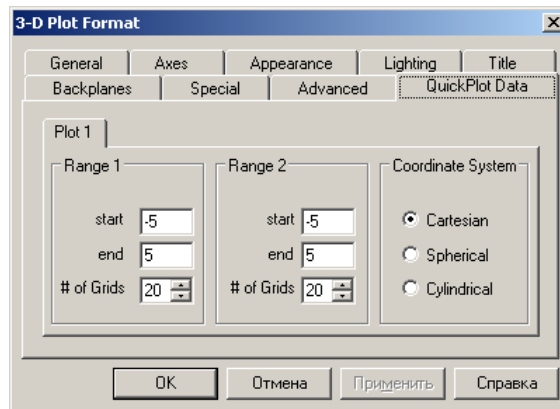 3-D Plot Format
General Axes Appearance Lighting Title
Backplanes Special Advanced QuickPlot Data
Plot 1
Range 1 Range 2 Coordinate System
start -5 start -5 Cartesian
end 5 end 5 Spherical
# of Grids 20 # of Grids 20 Cylindrical
OK Отмена Применить Справка